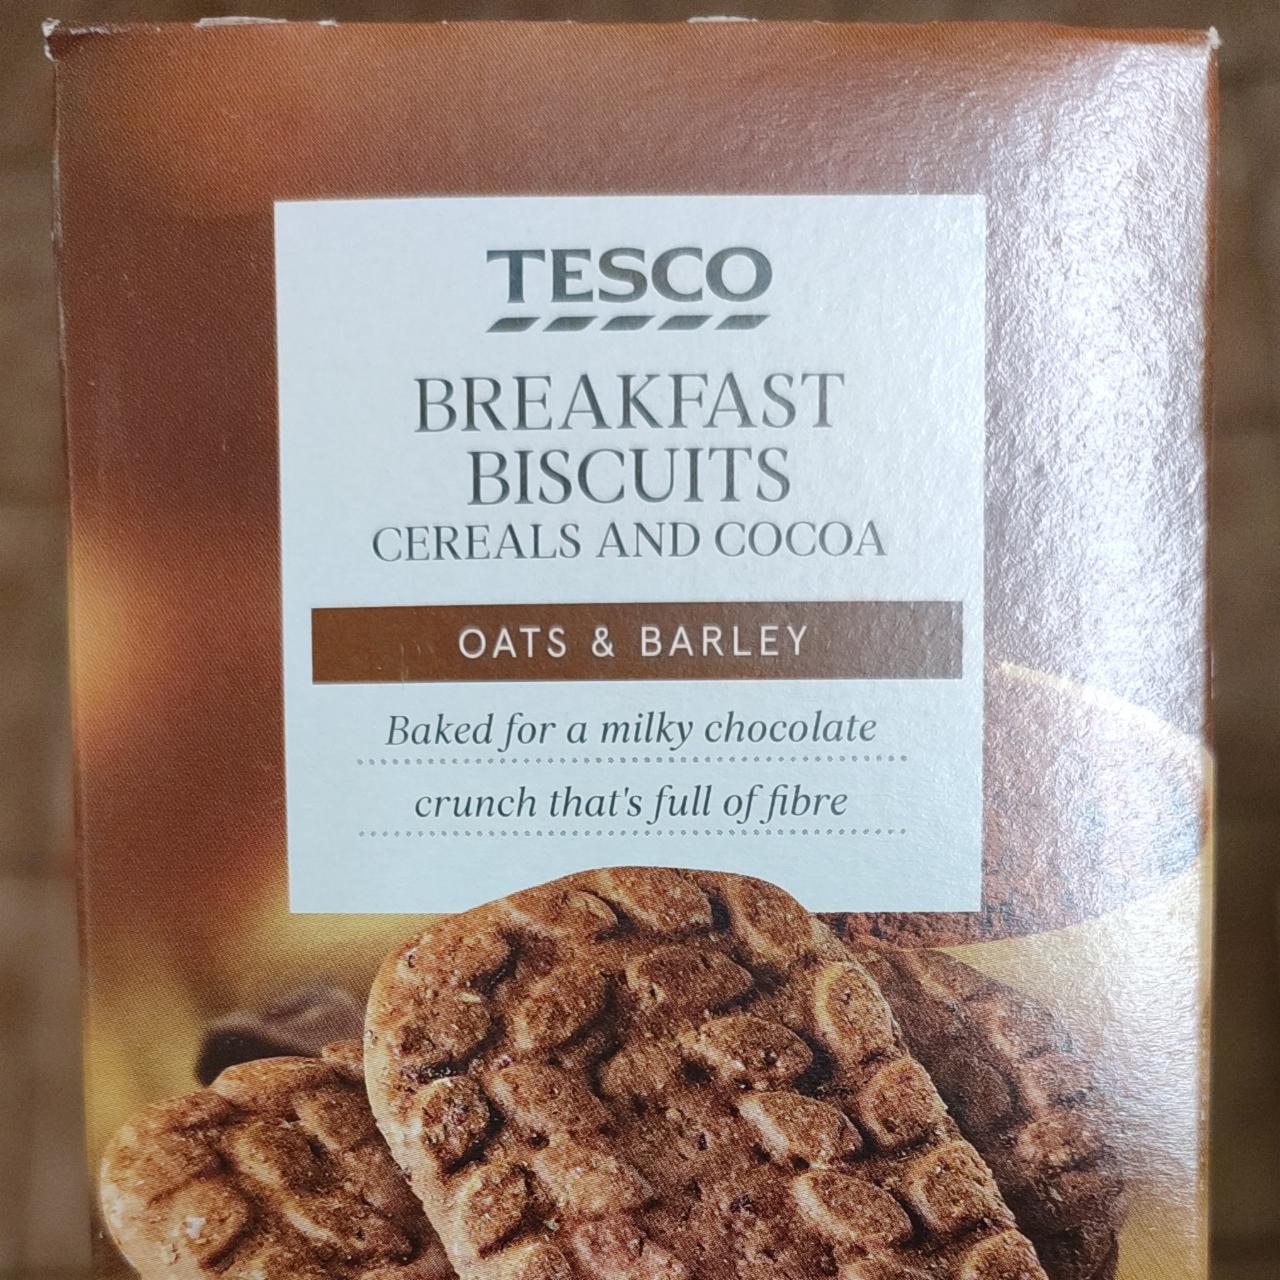 TESCO
BREAKFAST
BISCUITS
CEREALS AND COCOA
OATS & BARLEY
Baked for a milky chocolate
crunch that's full of fibre